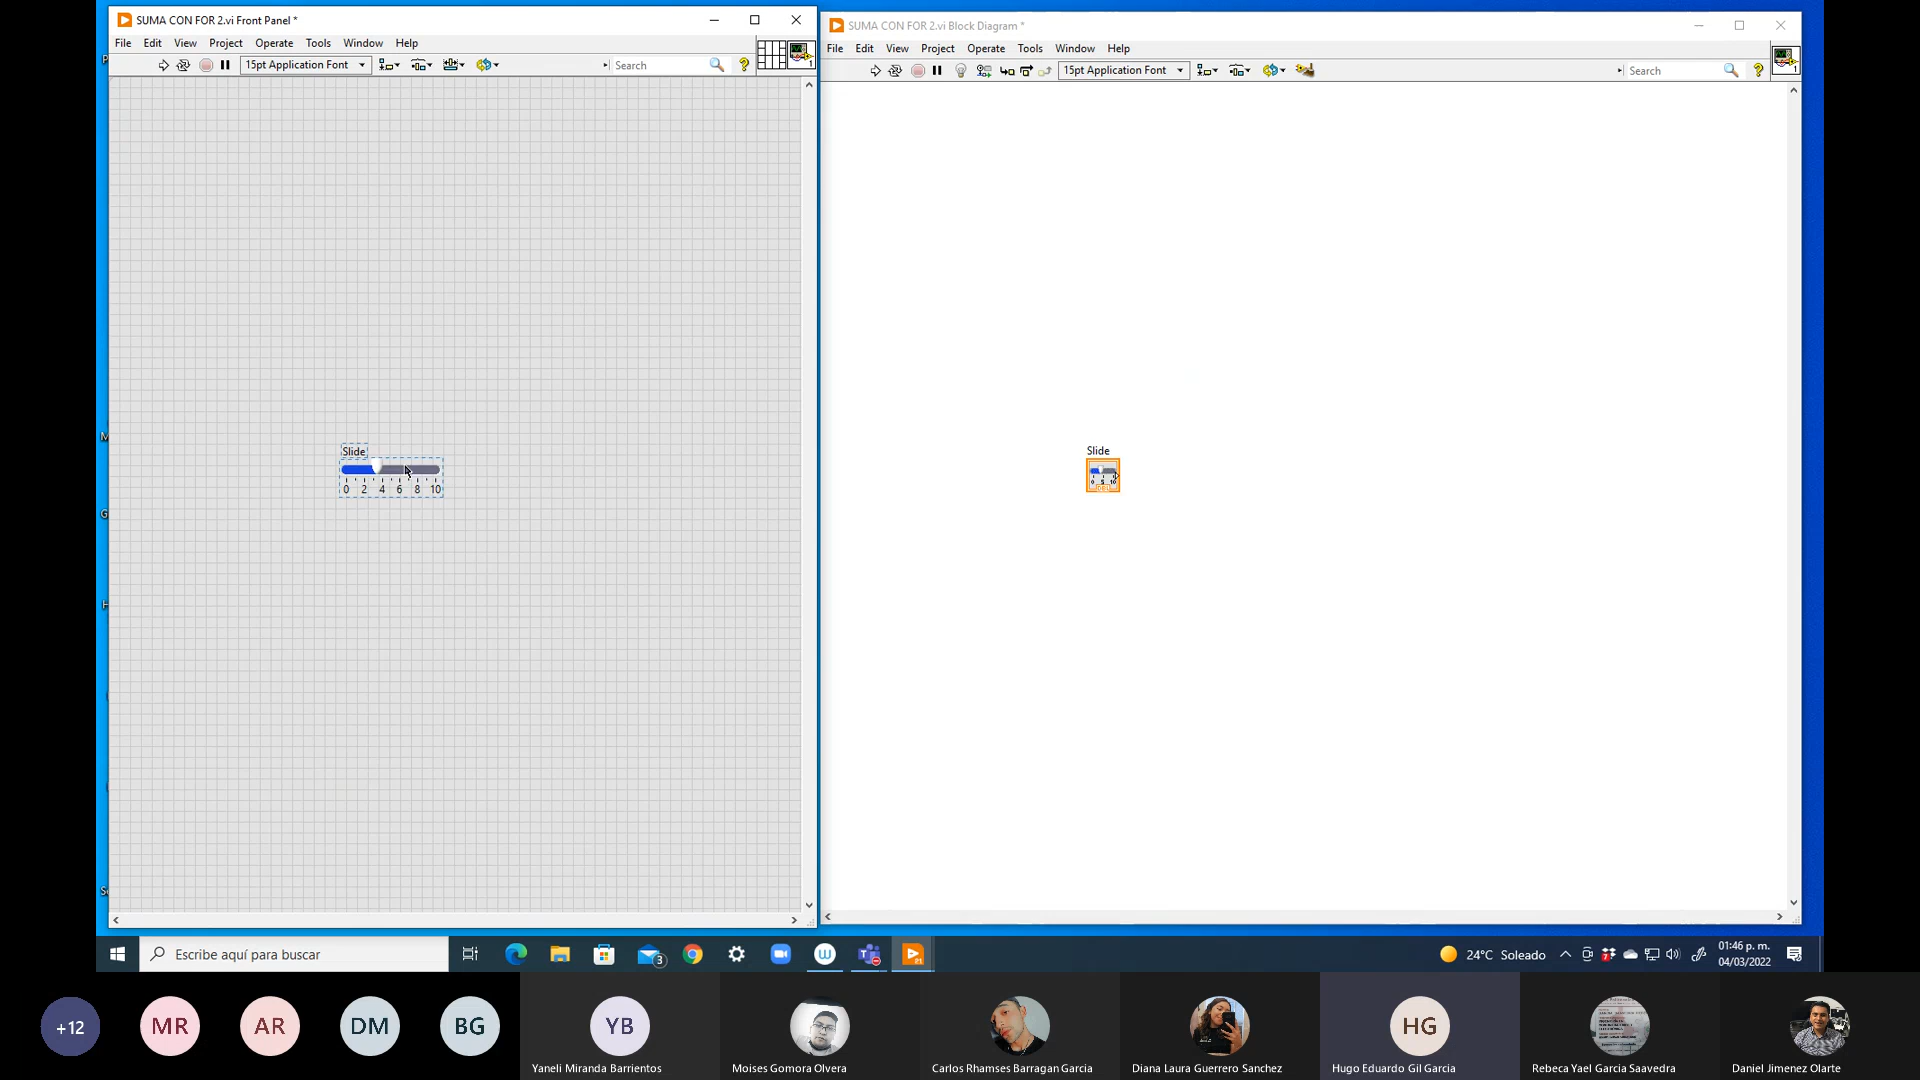 SUMA CON FOR 2.vi Front Panel *
File Edit View Project Operate Tools Window Help
15pt Application Font
Search
Slide
0 2 4 6 8 10
SUMA CON FOR 2.vi Block Diagram *
File Edit View Project Operate Tools Window Help
15pt Application Font
Search
Slide
Escribe aquí para buscar
3
24°C Soleado
01:46 p. m.
04/03/2022
+12
MR
AR
DM
BG
YB
HG
Yaneli Miranda Barrientos
Moises Gomora Olvera
Carlos Rhamses Barragan Garcia
Diana Laura Guerrero Sanchez
Hugo Eduardo Gil Garcia
Rebeca Yael Garcia Saavedra
Daniel Jimenez Olarte